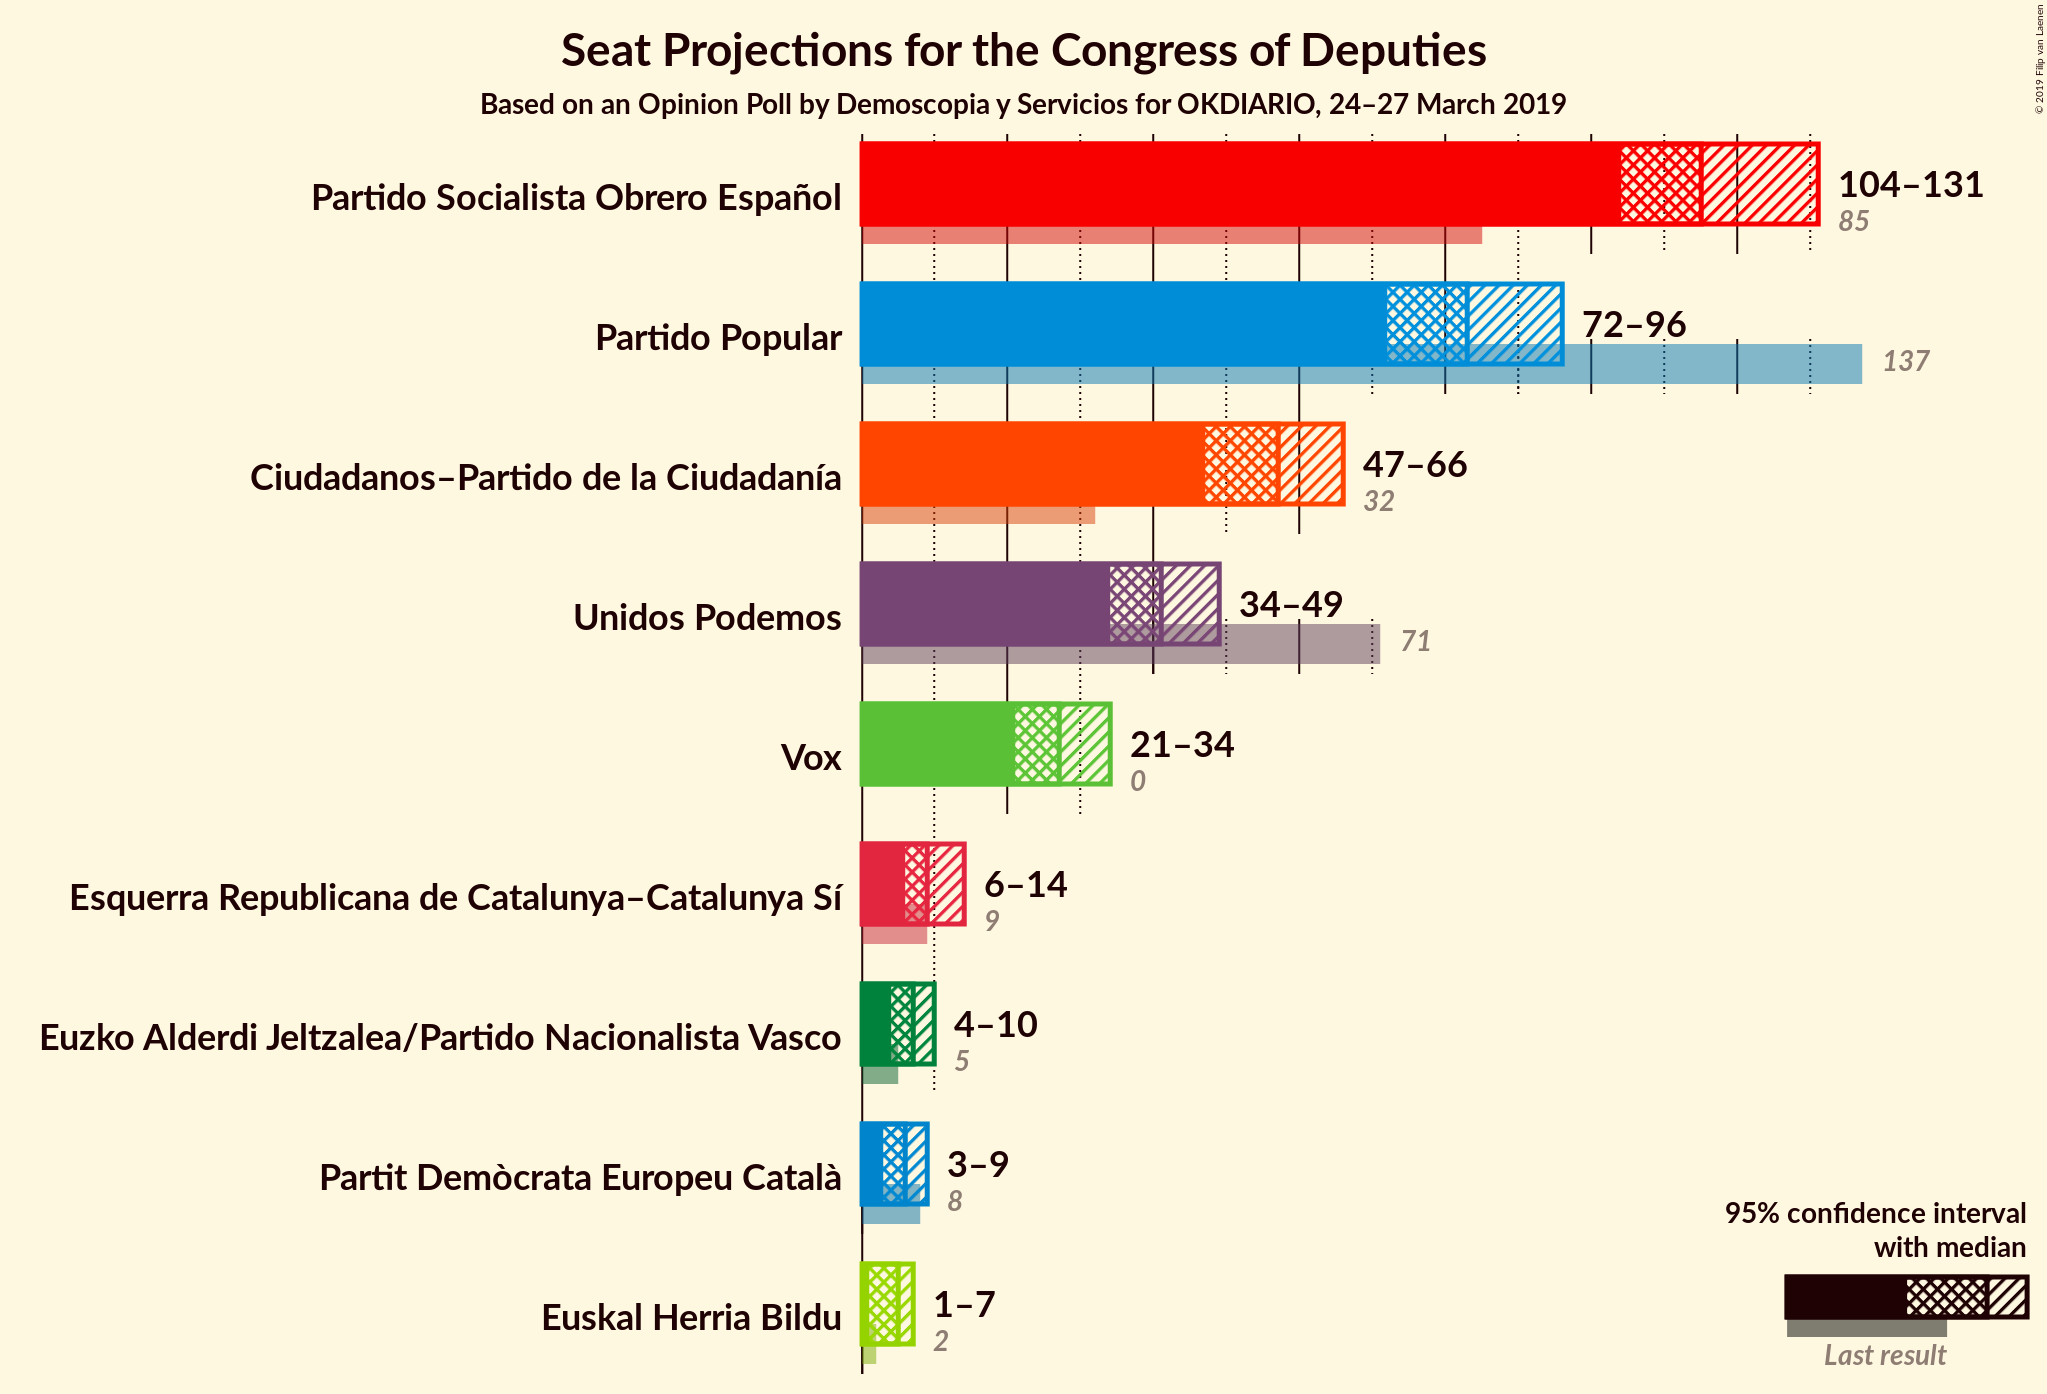 Seat Projections for the Congress of Deputies
Based on an Opinion Poll by Demoscopia y Servicios for OKDIARIO, 24–27 March 2019
© 2019 Filip van Laenen
Partido Socialista Obrero Español
104–131
85
Partido Popular
72–96
137
Ciudadanos–Partido de la Ciudadanía
47–66
32
Unidos Podemos
34–49
71
Vox
21–34
0
Esquerra Republicana de Catalunya–Catalunya Sí
6–14
9
Euzko Alderdi Jeltzalea/Partido Nacionalista Vasco
4–10
5
Partit Demòcrata Europeu Català
3–9
8
Euskal Herria Bildu
1–7
2
95% confidence interval
with median
Last result